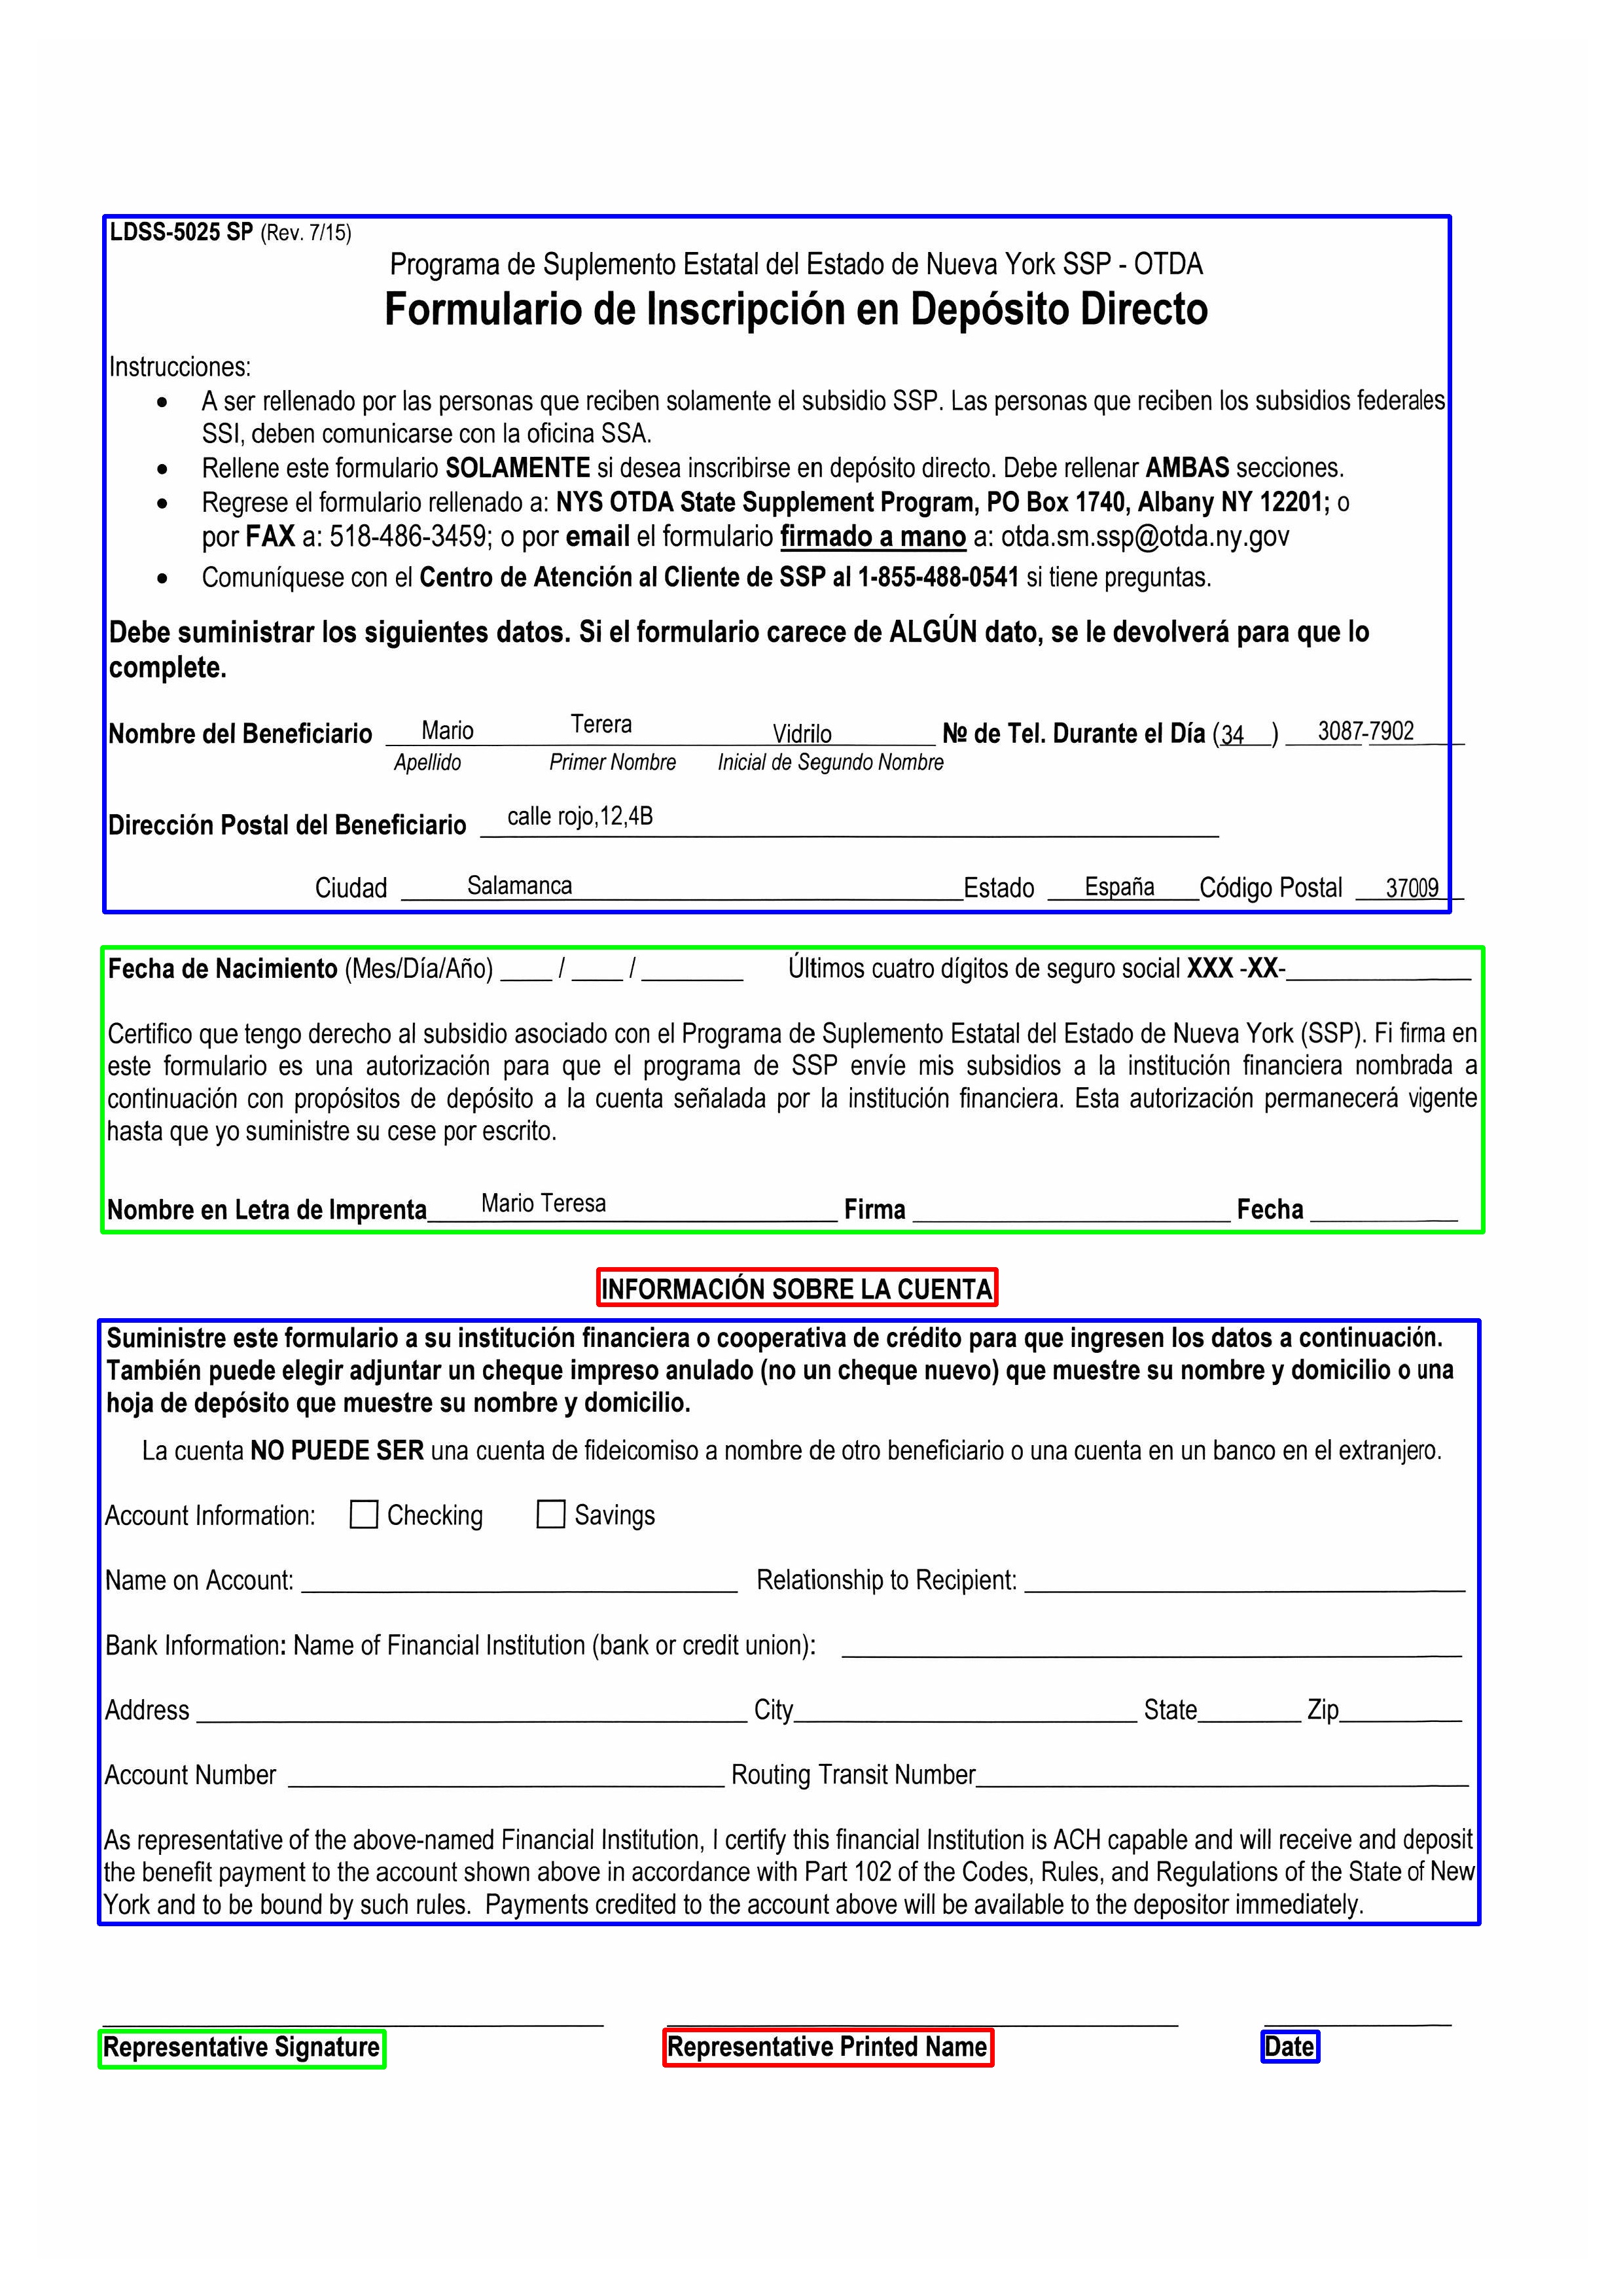 LDSS-5025 SP (Rev. 7/15)
Programa de Suplemento Estatal del Estado de Nueva York SSP - OTDA
Formulario de Inscripción en Depósito Directo
Instrucciones:
• A ser rellenado por las personas que reciben solamente el subsidio SSP. Las personas que reciben los subsidios federales
SSI, deben comunicarse con la oficina SSA.
• Rellene este formulario SOLAMENTE si desea inscribirse en depósito directo. Debe rellenar AMBAS secciones.
• Regrese el formulario rellenado a: NYS OTDA State Supplement Program, PO Box 1740, Albany NY 12201; o
por FAX a: 518-486-3459; o por email el formulario firmado a mano a: otda.sm.ssp@otda.ny.gov
• Comuníquese con el Centro de Atención al Cliente de SSP al 1-855-488-0541 si tiene preguntas.
Debe suministrar los siguientes datos. Si el formulario carece de ALGÚN dato, se le devolverá para que lo
complete.
Nombre del Beneficiario Mario Terera Vidrilo Nº de Tel. Durante el Día (34 ) 3087-7902
Apellido Primer Nombre Inicial de Segundo Nombre
Dirección Postal del Beneficiario calle rojo,12,4B
Ciudad Salamanca Estado España Código Postal 37009
Fecha de Nacimiento (Mes/Día/Año) ____ / ____ / ________ Últimos cuatro dígitos de seguro social XXX -XX-______________
Certifico que tengo derecho al subsidio asociado con el Programa de Suplemento Estatal del Estado de Nueva York (SSP). Fi firma en
este formulario es una autorización para que el programa de SSP envíe mis subsidios a la institución financiera nombrada a
continuación con propósitos de depósito a la cuenta señalada por la institución financiera. Esta autorización permanecerá vigente
hasta que yo suministre su cese por escrito.
Nombre en Letra de Imprenta Mario Teresa Firma ______________ Fecha ______________
INFORMACIÓN SOBRE LA CUENTA
Suministre este formulario a su institución financiera o cooperativa de crédito para que ingresen los datos a continuación.
También puede elegir adjuntar un cheque impreso anulado (no un cheque nuevo) que muestre su nombre y domicilio o una
hoja de depósito que muestre su nombre y domicilio.
La cuenta NO PUEDE SER una cuenta de fideicomiso a nombre de otro beneficiario o una cuenta en un banco en el extranjero.
Account Information: ☐ Checking ☐ Savings
Name on Account: ______________ Relationship to Recipient: ______________
Bank Information: Name of Financial Institution (bank or credit union): ______________
Address ______________ City______________ State________ Zip________
Account Number ______________ Routing Transit Number______________
As representative of the above-named Financial Institution, I certify this financial Institution is ACH capable and will receive and deposit
the benefit payment to the account shown above in accordance with Part 102 of the Codes, Rules, and Regulations of the State of New
York and to be bound by such rules. Payments credited to the account above will be available to the depositor immediately.
Representative Signature Representative Printed Name Date